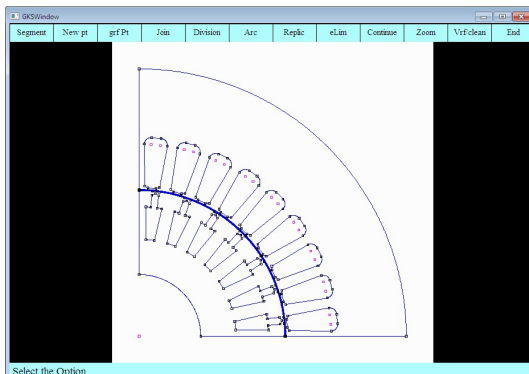 GKSWindow
Segment New pt grf Pt Join Division Arc Replic eLim Continue Zoom Vrf/clean End
Select the Option